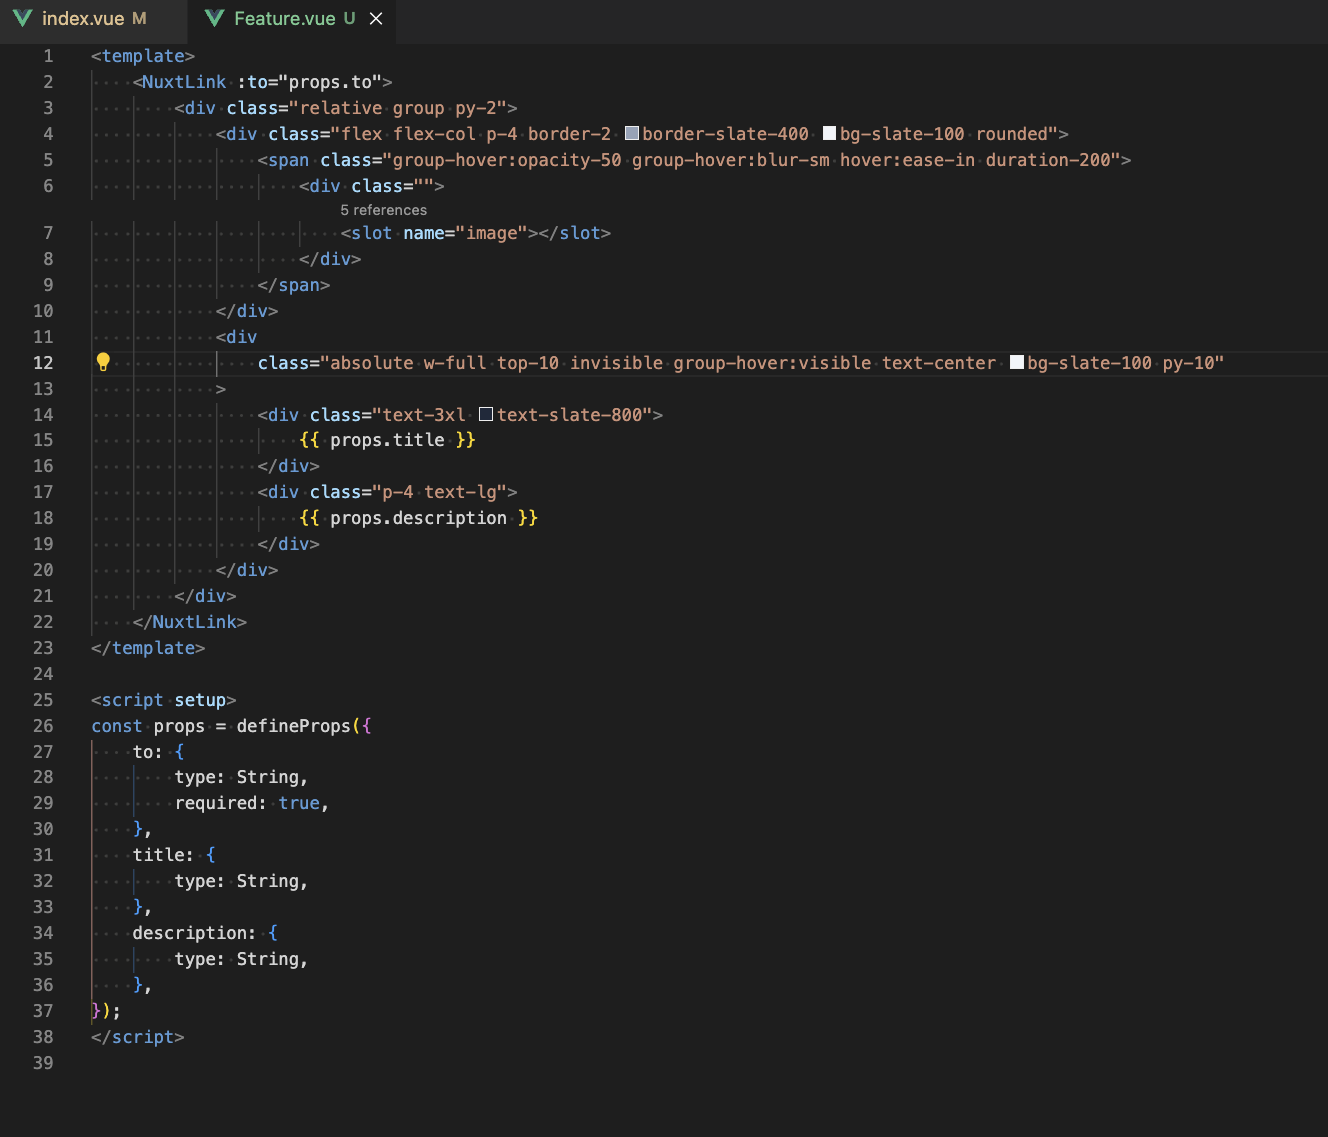 index.vue M Feature.vue U
1 <template>
2 <NuxtLink :to="props.to">
3 <div class="relative group py-2">
4 <div class="flex flex-col p-4 border-2 border-slate-400 bg-slate-100 rounded">
5 <span class="group-hover:opacity-50 group-hover:blur-sm hover:ease-in duration-200">
6 <div class="">
5 references
7 <slot name="image"></slot>
8 </div>
9 </span>
10 </div>
11 <div
12 class="absolute w-full top-10 invisible group-hover:visible text-center bg-slate-100 py-10"
13 >
14 <div class="text-3xl text-slate-800">
15 {{ props.title }}
16 </div>
17 <div class="p-4 text-lg">
18 {{ props.description }}
19 </div>
20 </div>
21 </div>
22 </NuxtLink>
23 </template>
24
25 <script setup>
26 const props = defineProps({
27 to: {
28 type: String,
29 required: true,
30 },
31 title: {
32 type: String,
33 },
34 description: {
35 type: String,
36 },
37 });
38 </script>
39